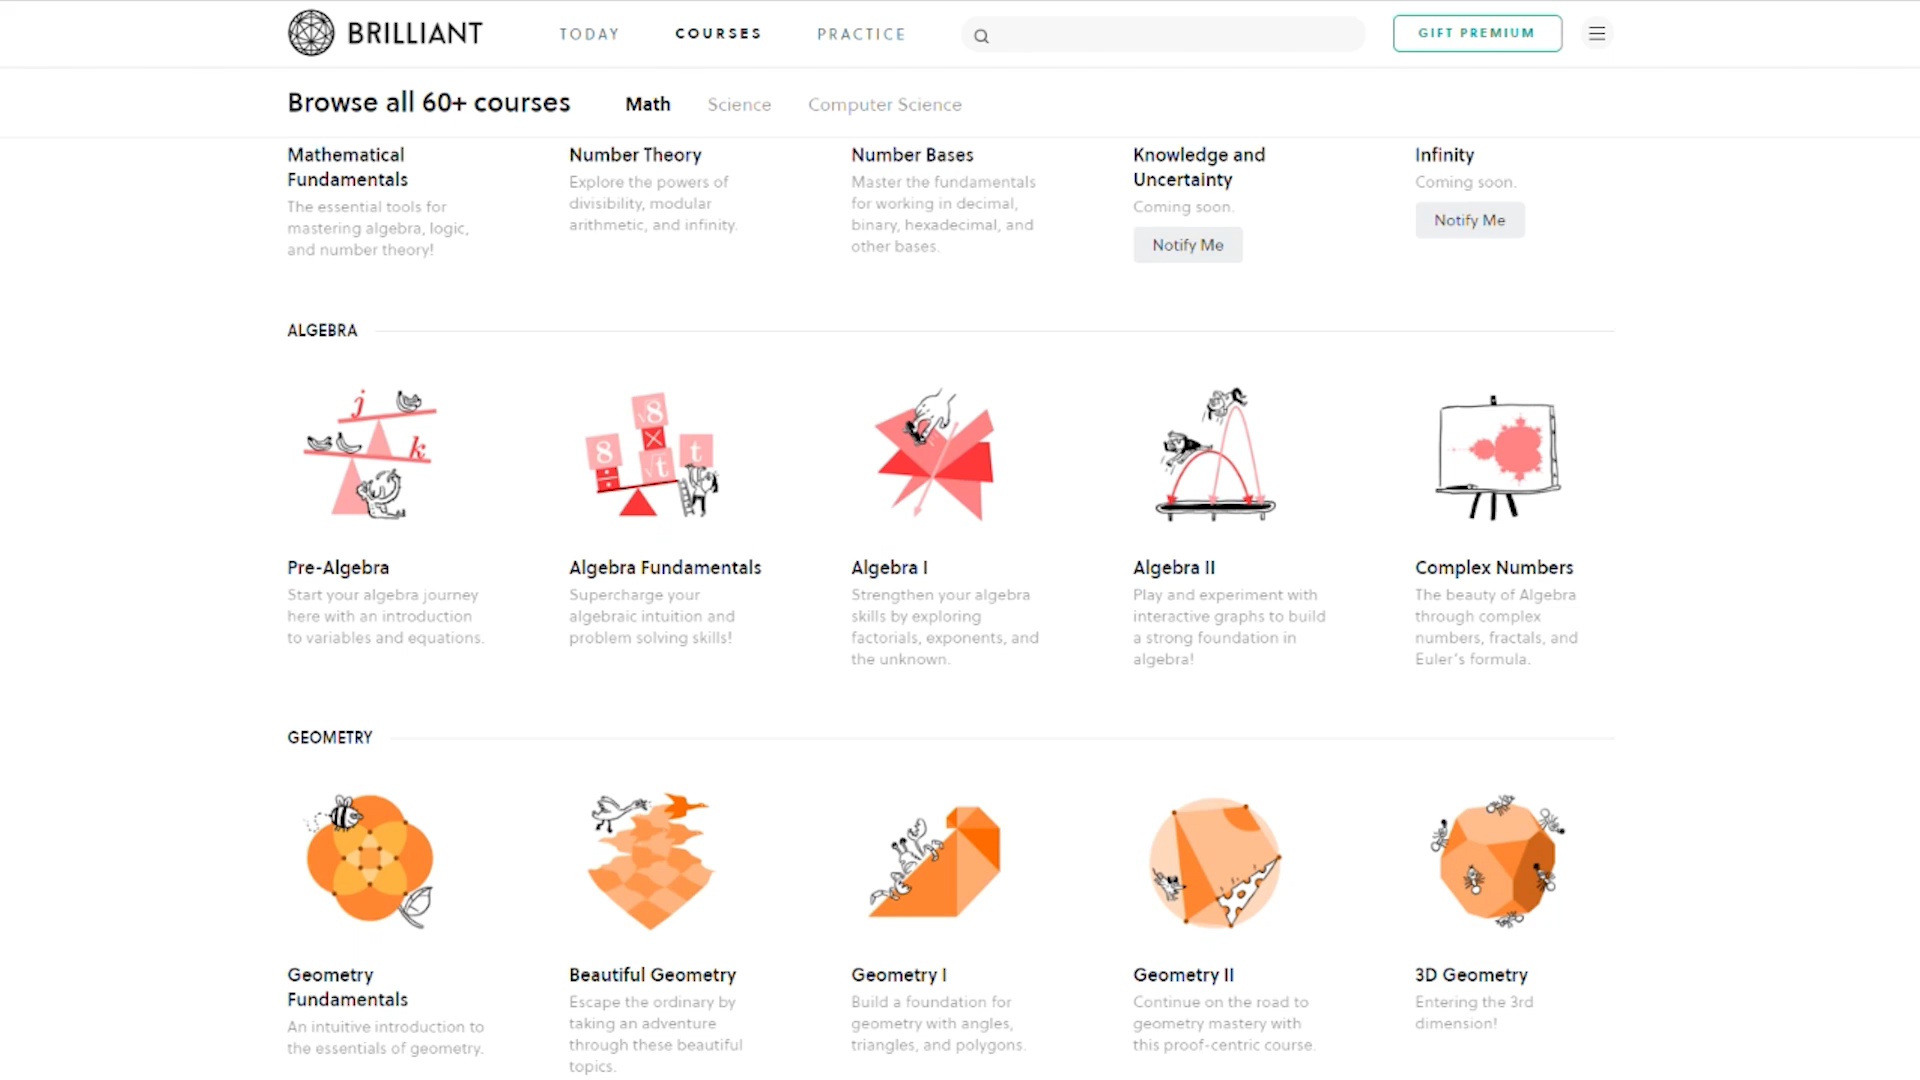 BRILLIANT
TODAY
COURSES
PRACTICE
GIFT PREMIUM
Browse all 60+ courses
Math
Science
Computer Science
Mathematical
Fundamentals
The essential tools for
mastering algebra, logic,
and number theory!
Number Theory
Explore the powers of
divisibility, modular
arithmetic, and infinity.
Number Bases
Master the fundamentals
for working in decimal,
binary, hexadecimal, and
other bases.
Knowledge and
Uncertainty
Coming soon.
Notify Me
Infinity
Coming soon.
Notify Me
ALGEBRA
j
k
√8
8
×
t
÷
√t
Pre-Algebra
Start your algebra journey
here with an introduction
to variables and equations.
Algebra Fundamentals
Supercharge your
algebraic intuition and
problem solving skills!
Algebra I
Strengthen your algebra
skills by exploring
factorials, exponents, and
the unknown.
Algebra II
Play and experiment with
interactive graphs to build
a strong foundation in
algebra!
Complex Numbers
The beauty of Algebra
through complex
numbers, fractals, and
Euler's formula.
GEOMETRY
Geometry
Fundamentals
An intuitive introduction to
the essentials of geometry.
Beautiful Geometry
Escape the ordinary by
taking an adventure
through these beautiful
topics.
Geometry I
Build a foundation for
geometry with angles,
triangles, and polygons.
Geometry II
Continue on the road to
geometry mastery with
this proof-centric course.
3D Geometry
Entering the 3rd
dimension!